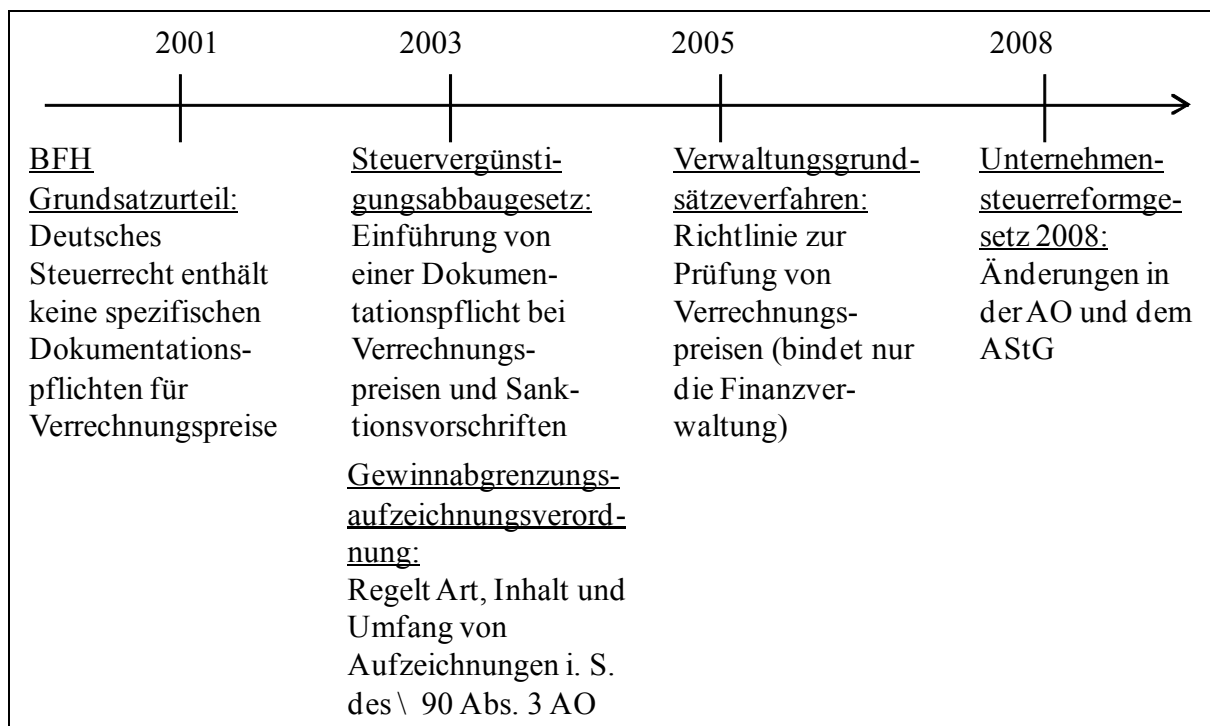 2001
2003
2005
2008
BFH
Grundsatzurteil:
Deutsches
Steuerrecht enthält
keine spezifischen
Dokumentations-
pflichten für
Verrechnungspreise
Steuervergünsti-
gungsabbaugesetz:
Einführung von
einer Dokumen-
tationspflicht bei
Verrechnungs-
preisen und Sank-
tionsvorschriften
Gewinnabgrenzungs-
aufzeichnungsverord-
nung:
Regelt Art, Inhalt und
Umfang von
Aufzeichnungen i. S.
des \ 90 Abs. 3 AO
Verwaltungsgrund-
sätzeverfahren:
Richtlinie zur
Prüfung von
Verrechnungs-
preisen (bindet nur
die Finanzver-
waltung)
Unternehmen-
steuerreformge-
setz 2008:
Änderungen in
der AO und dem
AStG